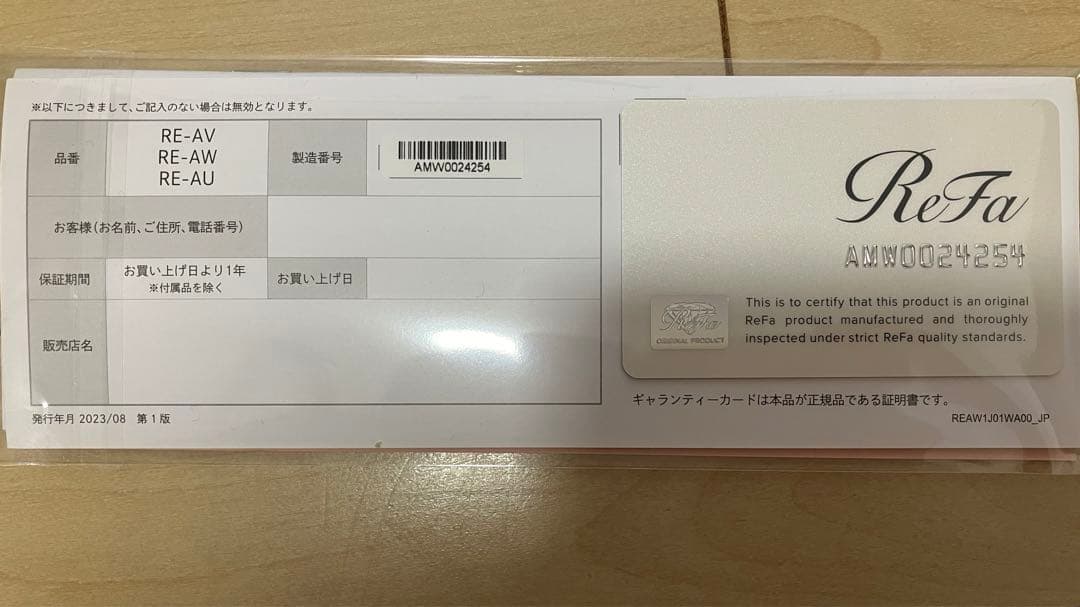 ※以下につきまして、ご記入のない場合は無効となります。
品番
RE-AV
RE-AW
RE-AU
製造番号
AMW0024254
お客様(お名前、ご住所、電話番号)
保証期間
お買い上げ日より1年
※付属品を除く
お買い上げ日
販売店名
発行年月 2023/08 第1版
ReFa
AMW0024254
ReFa
ORIGINAL PRODUCT
This is to certify that this product is an original
ReFa product manufactured and thoroughly
inspected under strict ReFa quality standards.
ギャランティーカードは本品が正規品である証明書です。
REAW1J01WA00_JP